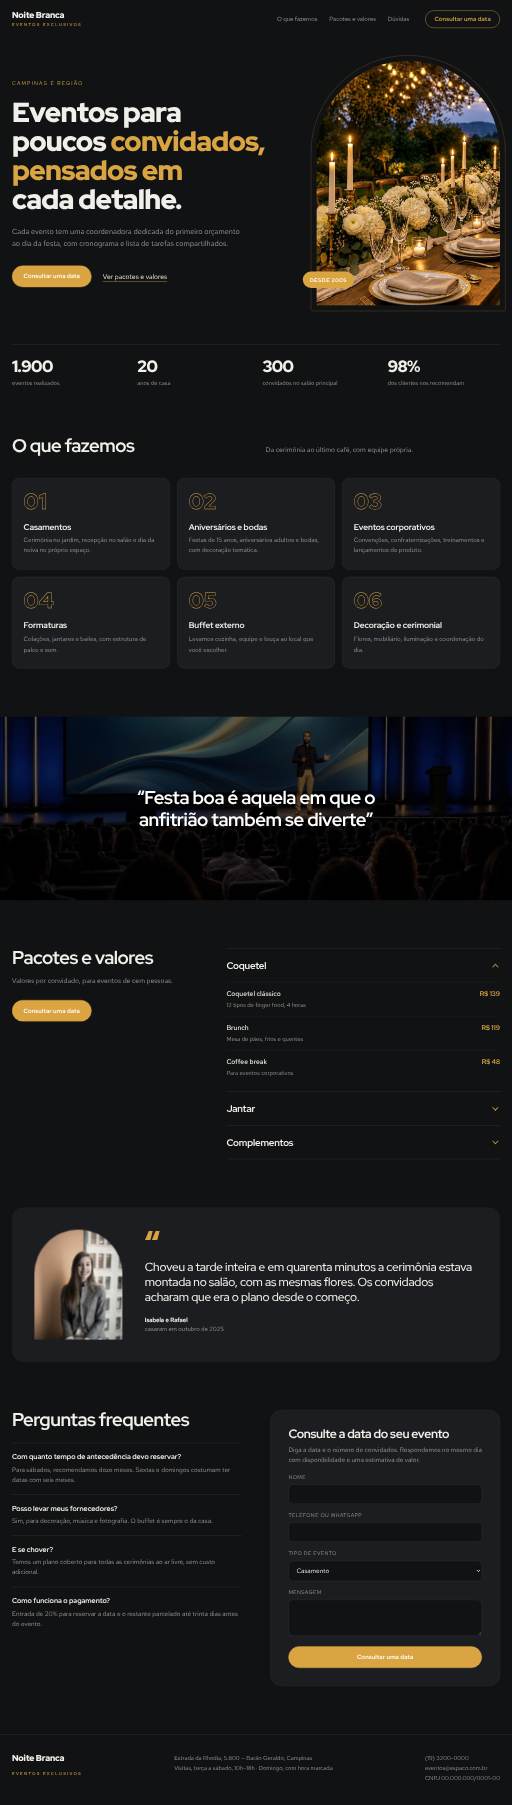 Noite Branca
EVENTOS EXCLUSIVOS
O que fazemos
Pacotes e valores
Dúvidas
Consultar uma data
CAMPINAS E REGIÃO
Eventos para
poucos convidados,
pensados em
cada detalhe.
Cada evento tem uma coordenadora dedicada do primeiro orçamento
ao dia da festa, com cronograma e lista de tarefas compartilhados.
Consultar uma data
Ver pacotes e valores
DESDE 2005
1.900
eventos realizados
20
anos de casa
300
convidados no salão principal
98%
dos clientes nos recomendam
O que fazemos
Da cerimônia ao último café, com equipe própria.
01
Casamentos
Cerimônia no jardim, recepção no salão e dia da
noiva no próprio espaço.
02
Aniversários e bodas
Festas de 15 anos, aniversários adultos e bodas,
com decoração temática.
03
Eventos corporativos
Convenções, confraternizações, treinamentos e
lançamentos de produto.
04
Formaturas
Colações, jantares e bailes, com estrutura de
palco e som.
05
Buffet externo
Levamos cozinha, equipe e louça ao local que
você escolher.
06
Decoração e cerimonial
Flores, mobiliário, iluminação e coordenação do
dia.
“Festa boa é aquela em que o
anfitrião também se diverte”
Pacotes e valores
Valores por convidado, para eventos de cem pessoas.
Consultar uma data
Coquetel
Coquetel clássico
R$ 139
12 tipos de finger food, 4 horas
Brunch
R$ 119
Mesa de pães, frios e quentes
Coffee break
R$ 48
Para eventos corporativos
Jantar
Complementos
“
Choveu a tarde inteira e em quarenta minutos a cerimônia estava
montada no salão, com as mesmas flores. Os convidados
acharam que era o plano desde o começo.
Isabela e Rafael
casaram em outubro de 2025
Perguntas frequentes
Com quanto tempo de antecedência devo reservar?
Para sábados, recomendamos doze meses. Sextas e domingos costumam ter
datas com seis meses.
Posso levar meus fornecedores?
Sim, para decoração, música e fotografia. O buffet é sempre o da casa.
E se chover?
Temos um plano coberto para todas as cerimônias ao ar livre, sem custo
adicional.
Como funciona o pagamento?
Entrada de 20% para reservar a data e o restante parcelado até trinta dias antes
do evento.
Consulte a data do seu evento
Diga a data e o número de convidados. Respondemos no mesmo dia
com disponibilidade e uma estimativa de valor.
NOME
TELEFONE OU WHATSAPP
TIPO DE EVENTO
Casamento
MENSAGEM
Consultar uma data
Noite Branca
EVENTOS EXCLUSIVOS
Estrada da Rhodia, 5.800 – Barão Geraldo, Campinas
Visitas, terça a sábado, 10h–18h · Domingo, com hora marcada
(19) 3200-0000
eventos@espaco.com.br
CNPJ 00.000.000/0001-00